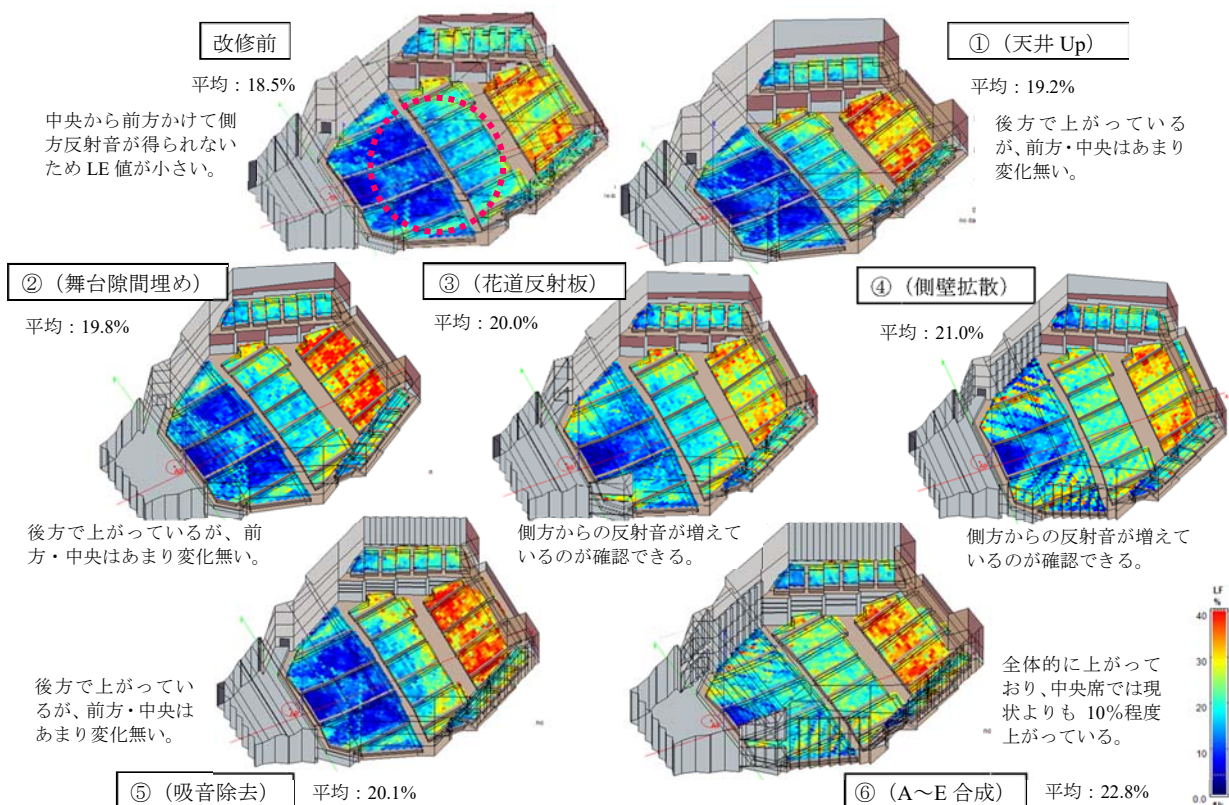 改修前
平均：18.5%
中央から前方かけて側
方反射音が得られない
ため LE 値が小さい。
①（天井 Up）
平均：19.2%
後方で上がっている
が、前方・中央はあまり
変化無い。
②（舞台隙間埋め）
平均：19.8%
後方で上がっているが、前
方・中央はあまり変化無い。
③（花道反射板）
平均：20.0%
側方からの反射音が増えて
いるのが確認できる。
④（側壁拡散）
平均：21.0%
側方からの反射音が増えて
いるのが確認できる。
後方で上がってい
るが、前方・中央は
あまり変化無い。
⑤（吸音除去）
平均：20.1%
全体的に上がって
おり、中央席では現
状よりも 10%程度
上がっている。
⑥（A～E 合成）
平均：22.8%
LF
%
40
30
20
10
0.0